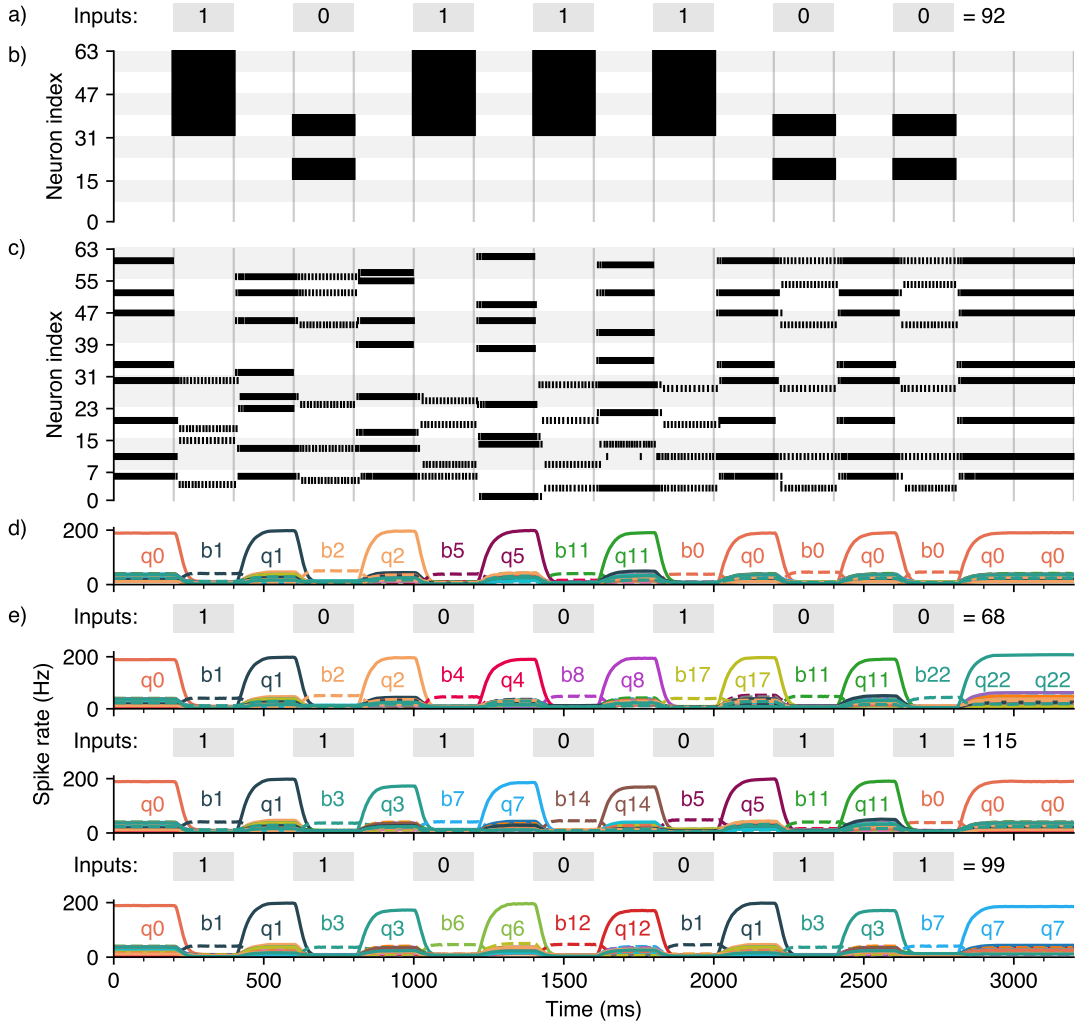 a) Inputs: 1 0 1 1 1 0 0 = 92
b)
Neuron index
63
47
31
15
0
c)
Neuron index
63
55
47
39
31
23
15
7
0
d)
200
0
q0 b1 q1 b2 q2 b5 q5 b11 q11 b0 q0 b0 q0 b0 q0 q0
e) Inputs: 1 0 0 0 1 0 0 = 68
Spike rate (Hz)
200
0
q0 b1 q1 b2 q2 b4 q4 b8 q8 b17 q17 b11 q11 b22 q22 q22
Inputs: 1 1 1 0 0 1 1 = 115
200
0
q0 b1 q1 b3 q3 b7 q7 b14 q14 b5 q5 b11 q11 b0 q0 q0
Inputs: 1 1 0 0 0 1 1 = 99
200
0
q0 b1 q1 b3 q3 b6 q6 b12 q12 b1 q1 b3 q3 b7 q7 q7
0 500 1000 1500 2000 2500 3000
Time (ms)